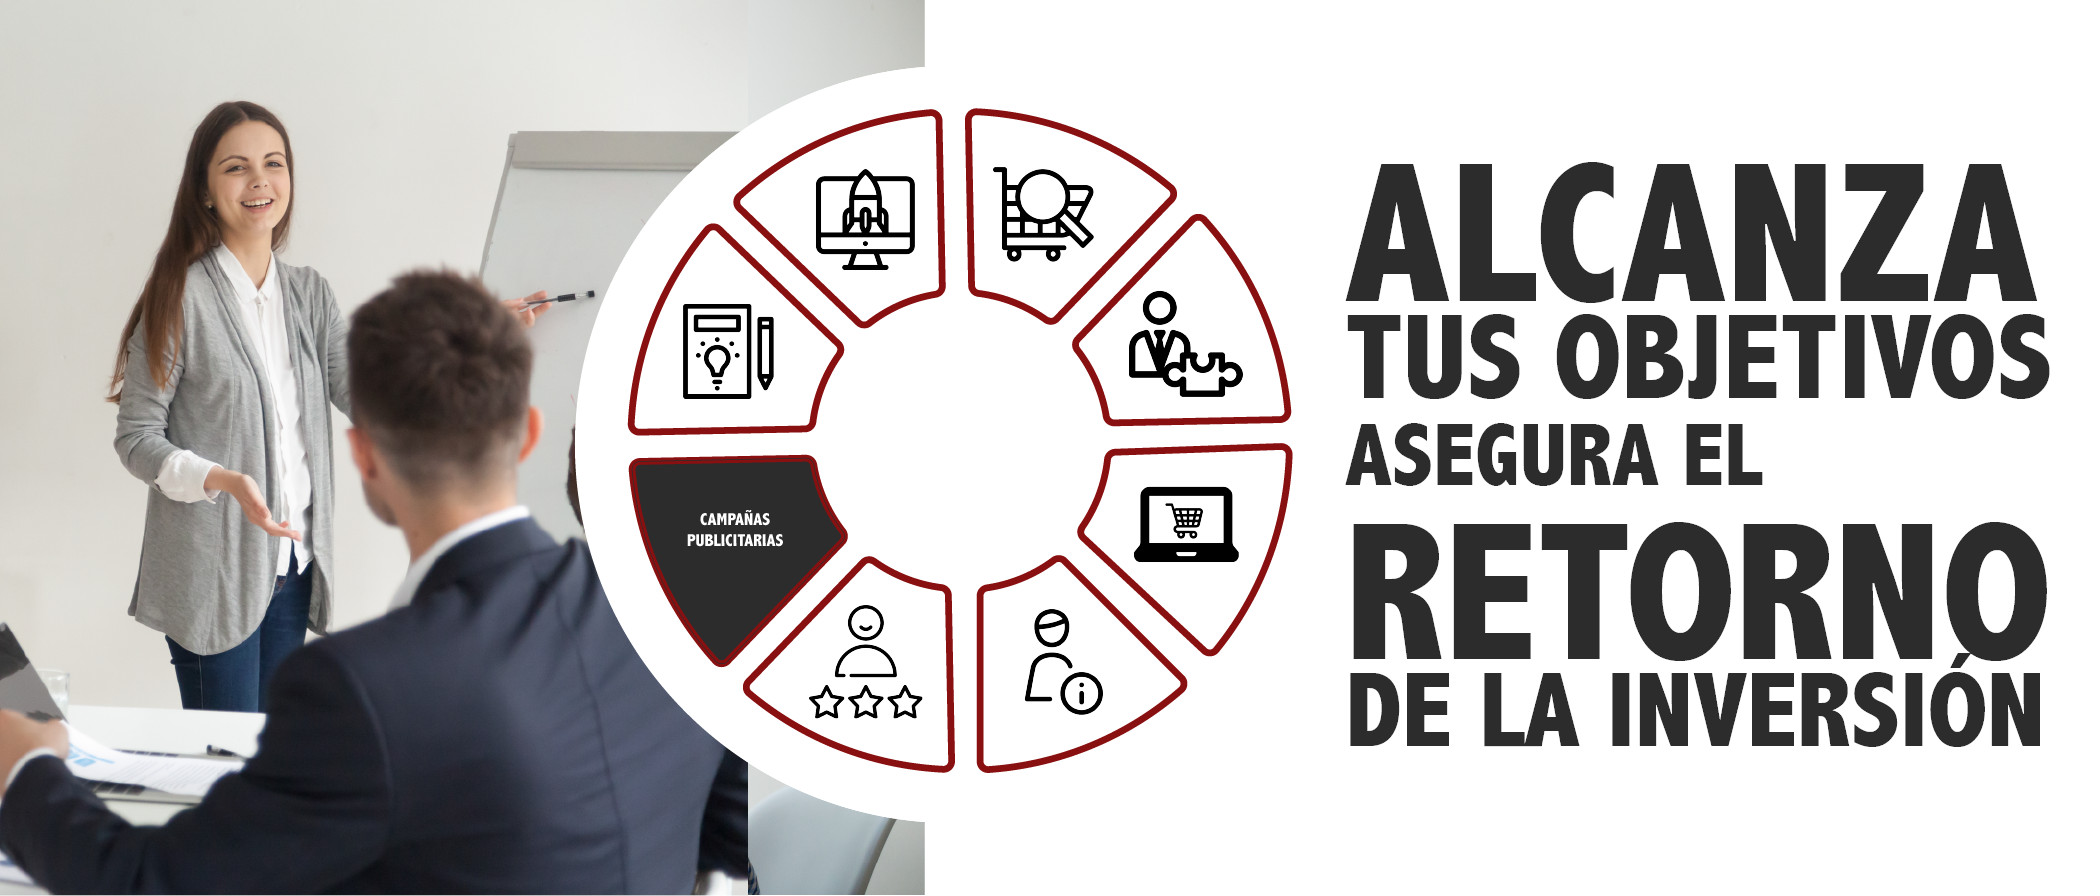 CAMPAÑAS
PUBLICITARIAS
ALCANZA
TUS OBJETIVOS
ASEGURA EL
RETORNO
DE LA INVERSIÓN